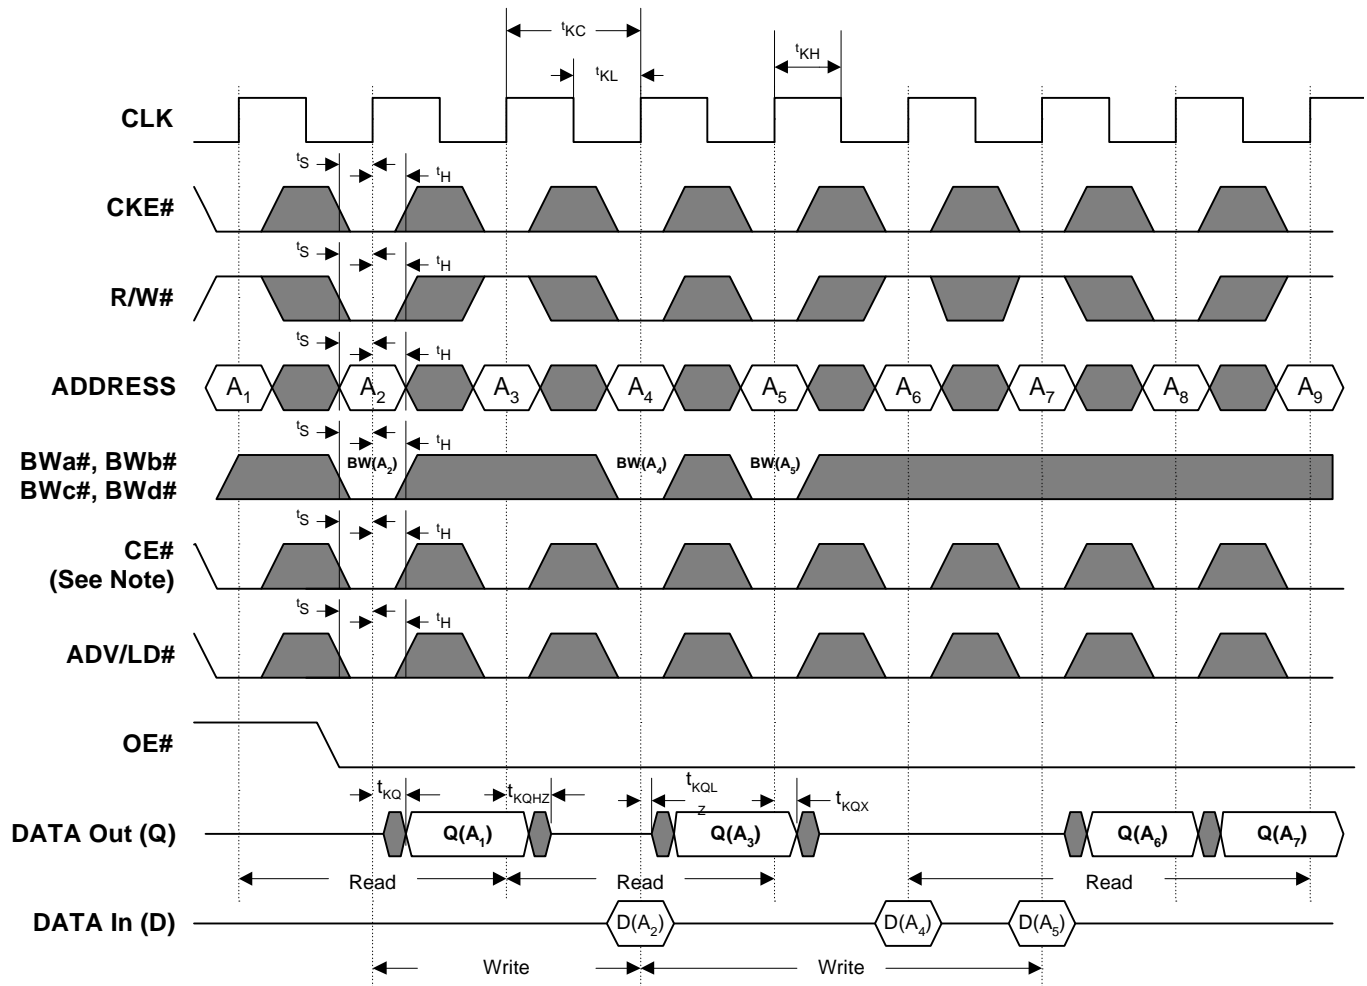 tKC
tKL
tKH
CLK
tS
tH
CKE#
tS
tH
R/W#
tS
tH
ADDRESS A1 A2 A3 A4 A5 A6 A7 A8 A9
tS
tH
BWa#, BWb#
BWc#, BWd#
BW(A2) BW(A4) BW(A5)
tS
tH
CE#
(See Note)
tS
tH
ADV/LD#
OE#
tKQ tKQHZ tKQL
Z
tKQX
DATA Out (Q) Q(A1) Q(A3) Q(A6) Q(A7)
Read Read Read
DATA In (D) D(A2) D(A4) D(A5)
Write Write